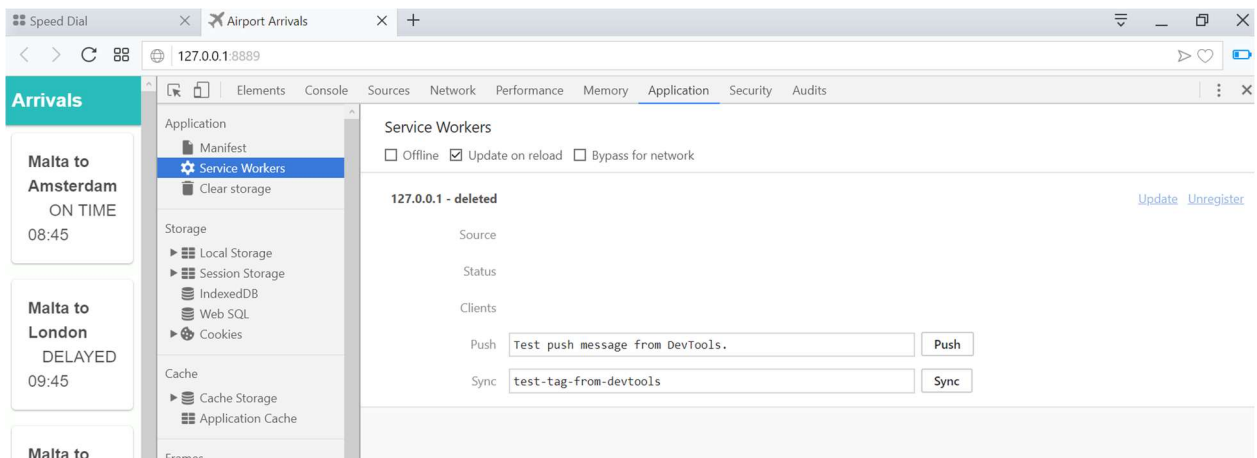 Speed Dial
Airport Arrivals
127.0.0.1:8889
Arrivals
Malta to
Amsterdam
ON TIME
08:45
Malta to
London
DELAYED
09:45
Malta to
Elements Console Sources Network Performance Memory Application Security Audits
Application
Manifest
Service Workers
Clear storage
Storage
Local Storage
Session Storage
IndexedDB
Web SQL
Cookies
Cache
Cache Storage
Application Cache
Frames
Service Workers
Offline Update on reload Bypass for network
127.0.0.1 - deleted Update Unregister
Source
Status
Clients
Push Test push message from DevTools. Push
Sync test-tag-from-devtools Sync